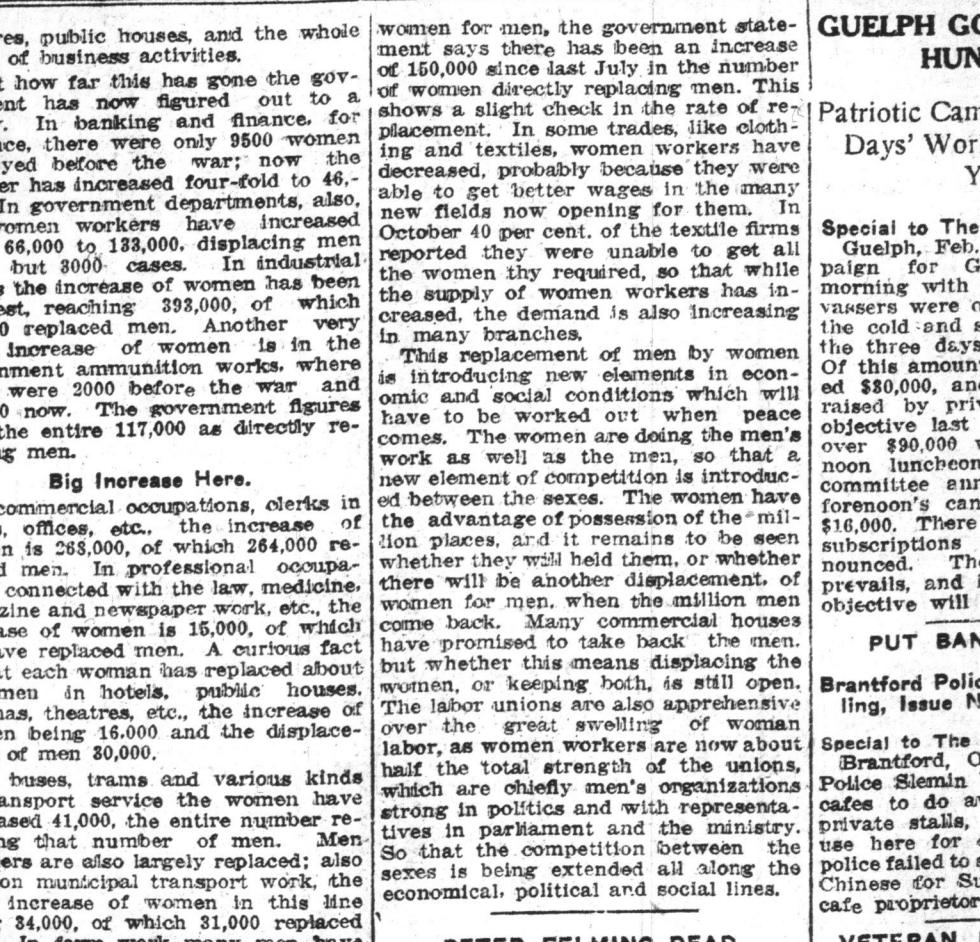 res, public houses, and the whole
of business activities.
t how far this has gone the gov-
ent has now figured out to a
In banking and finance, for
nce, there were only 9500 women
yed before the war; now the
er has increased four-fold to 46,-
In government departments, also,
women workers have increased
66,000 to 133,000, displacing men
but 3000 cases. In industrial
s the increase of women has been
est, reaching 393,000, of which
0 replaced men. Another very
increase of women is in the
nment ammunition works, where
were 2000 before the war and
0 now. The government figures
the entire 117,000 as directly re-
g men.
Big Increase Here.
commercial occupations, clerks in
, offices, etc., the increase of
n is 268,000, of which 264,000 re-
d men. In professional occupa-
connected with the law, medicine,
zine and newspaper work, etc., the
ase of women is 15,000, of which
ave replaced men. A curious fact
at each woman has replaced about
men in hotels, public houses,
mas, theatres, etc., the increase of
en being 16.000 and the displace-
of men 30,000.
buses, trams and various kinds
ansport service the women have
ased 41,000, the entire number re-
ng that number of men. Men
ers are also largely replaced; also
on municipal transport work, the
increase of women in this line
34,000, of which 31,000 replaced
In farm work many men have
women for men, the government state-
ment says there has been an increase
of 150,000 since last July in the number
of women directly replacing men. This
shows a slight check in the rate of re-
placement. In some trades, like cloth-
ing and textiles, women workers have
decreased, probably because they were
able to get better wages in the many
new fields now opening for them. In
October 40 per cent. of the textile firms
reported they were unable to get all
the women thy required, so that while
the supply of women workers has in-
creased, the demand is also increasing
in many branches.
This replacement of men by women
is introducing new elements in econ-
omic and social conditions which will
have to be worked out when peace
comes. The women are doing the men's
work as well as the men, so that a
new element of competition is introduc-
ed between the sexes. The women have
the advantage of possession of the mil-
lion places, and it remains to be seen
whether they will held them, or whether
there will be another displacement, of
women for men, when the million men
come back. Many commercial houses
have promised to take back the men,
but whether this means displacing the
women, or keeping both, is still open.
The labor unions are also apprehensive
over the great swelling of woman
labor, as women workers are now about
half the total strength of the unions,
which are chiefly men's organizations
strong in politics and with representa-
tives in parliament and the ministry.
So that the competition between the
sexes is being extended all along the
economical, political and social lines.
GUELPH GO
HUN
Patriotic Cam
Days' Wor
Y
Special to The
Guelph, Feb.
paign for G
morning with
vassers were o
the cold and s
the three days
Of this amoun
ed $80,000, an
raised by priv
objective last
over $90,000 w
noon luncheon
committee ann
forenoon's can
$16,000. There
subscriptions
nounced. Th
prevails, and
objective will
PUT BAN
Brantford Polic
ling, Issue N
Special to The
Brantford, O
Police Slemin
cafes to do a
private stalls,
use here for
police failed to s
Chinese for Su
cafe proprietor
VETERAN